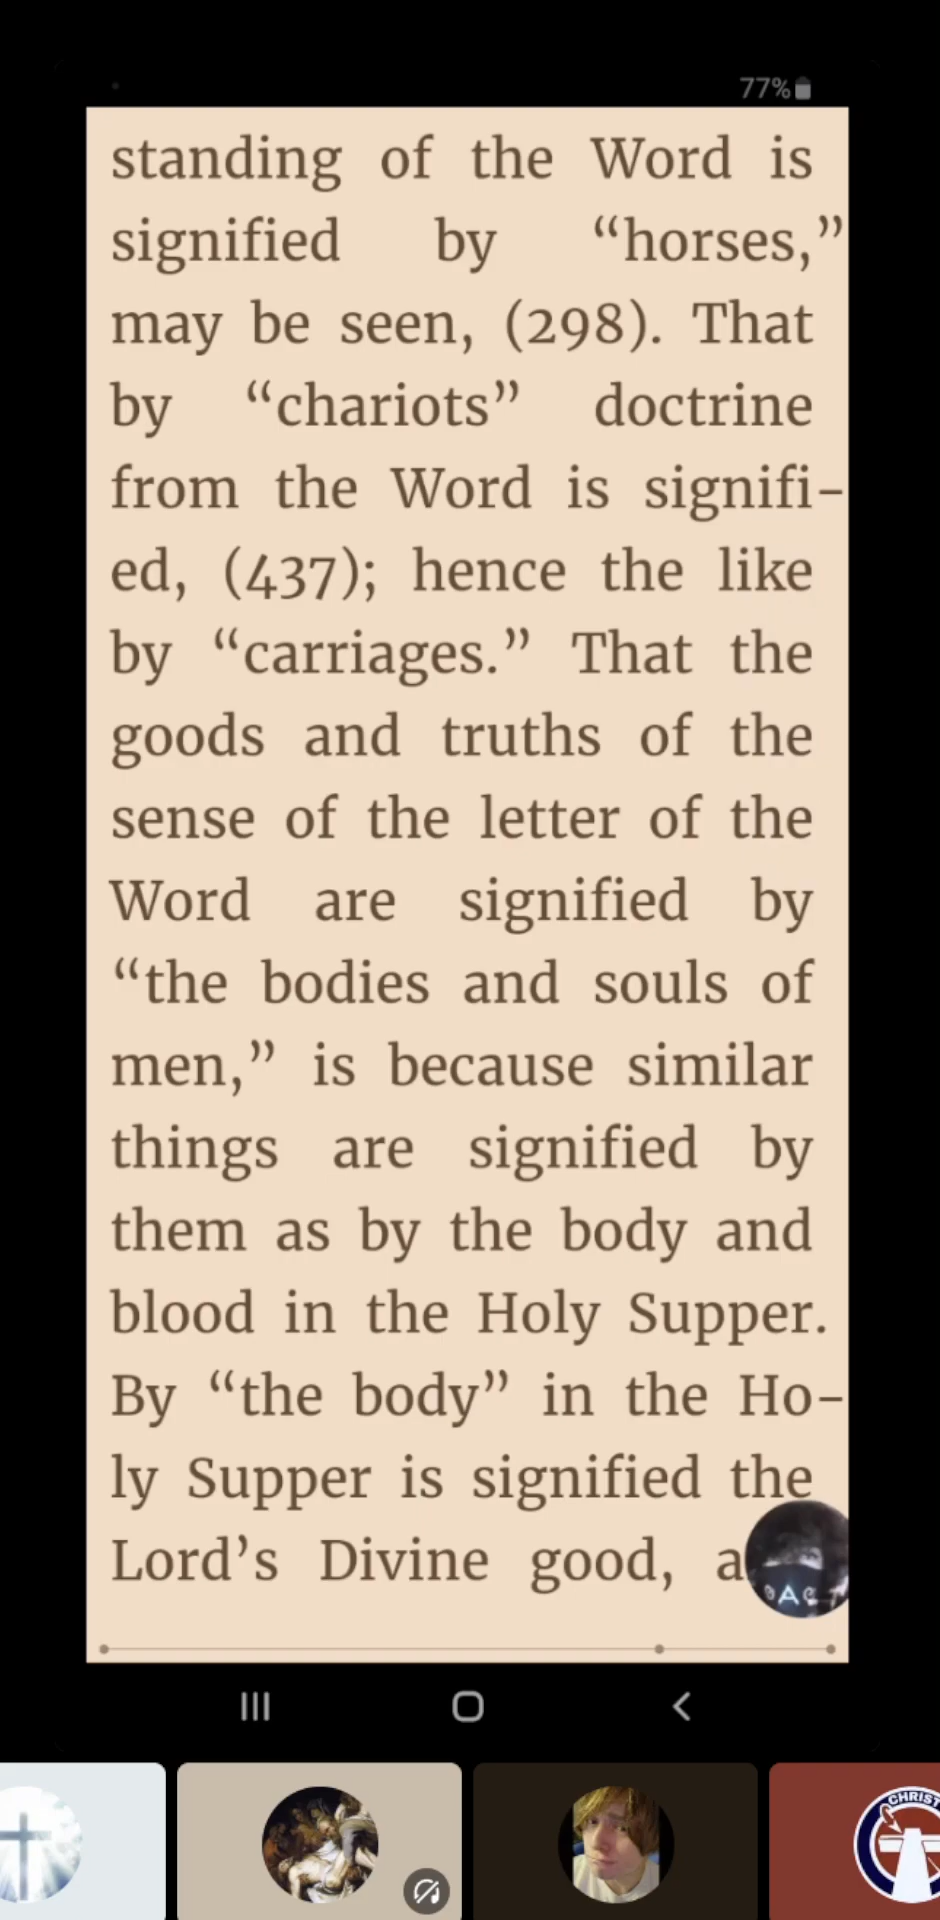 77%
standing of the Word is
signified by “horses,”
may be seen, (298). That
by “chariots” doctrine
from the Word is signifi-
ed, (437); hence the like
by “carriages.” That the
goods and truths of the
sense of the letter of the
Word are signified by
“the bodies and souls of
men,” is because similar
things are signified by
them as by the body and
blood in the Holy Supper.
By “the body” in the Ho-
ly Supper is signified the
Lord’s Divine good,
CHRIST